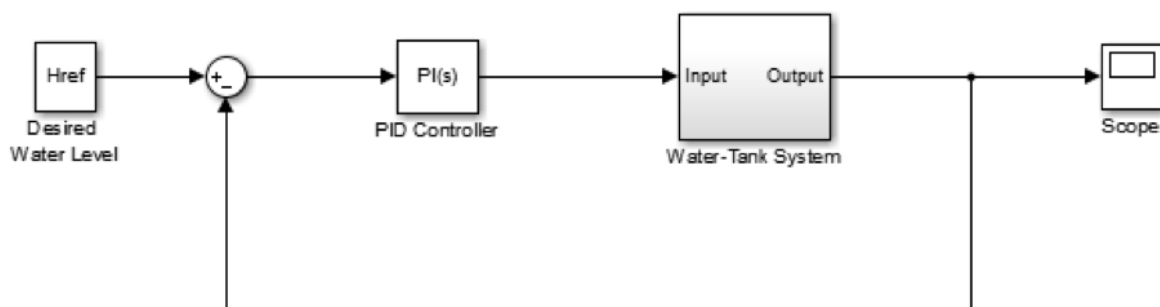 Href
+
−
PI(s)
Input
Output
Desired
Water Level
PID Controller
Water-Tank System
Scope